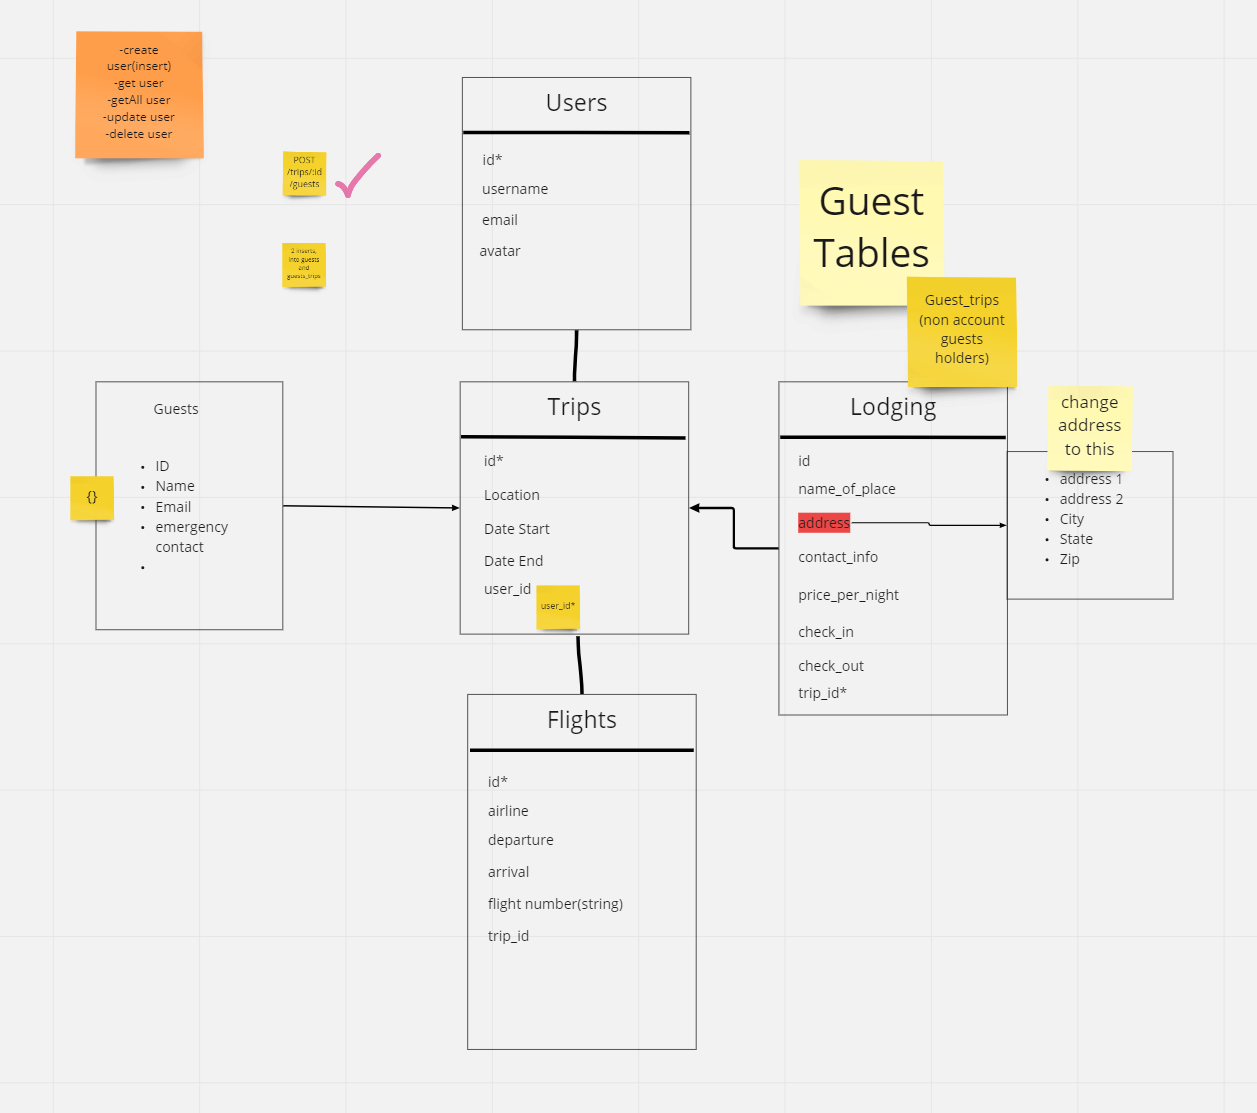 -create
user(insert)
-get user
-getAll user
-update user
-delete user
POST
/trips/:id
/guests
2 inserts,
into guests
and
guests_trips
Users
id*
username
email
avatar
Guest
Tables
Guest_trips
(non account
guests
holders)
Guests
• ID
• Name
• Email
• emergency
contact
•
{}
Trips
id*
Location
Date Start
Date End
user_id
user_id*
Lodging
id
name_of_place
address
contact_info
price_per_night
check_in
check_out
trip_id*
change
address
to this
• address 1
• address 2
• City
• State
• Zip
Flights
id*
airline
departure
arrival
flight number(string)
trip_id